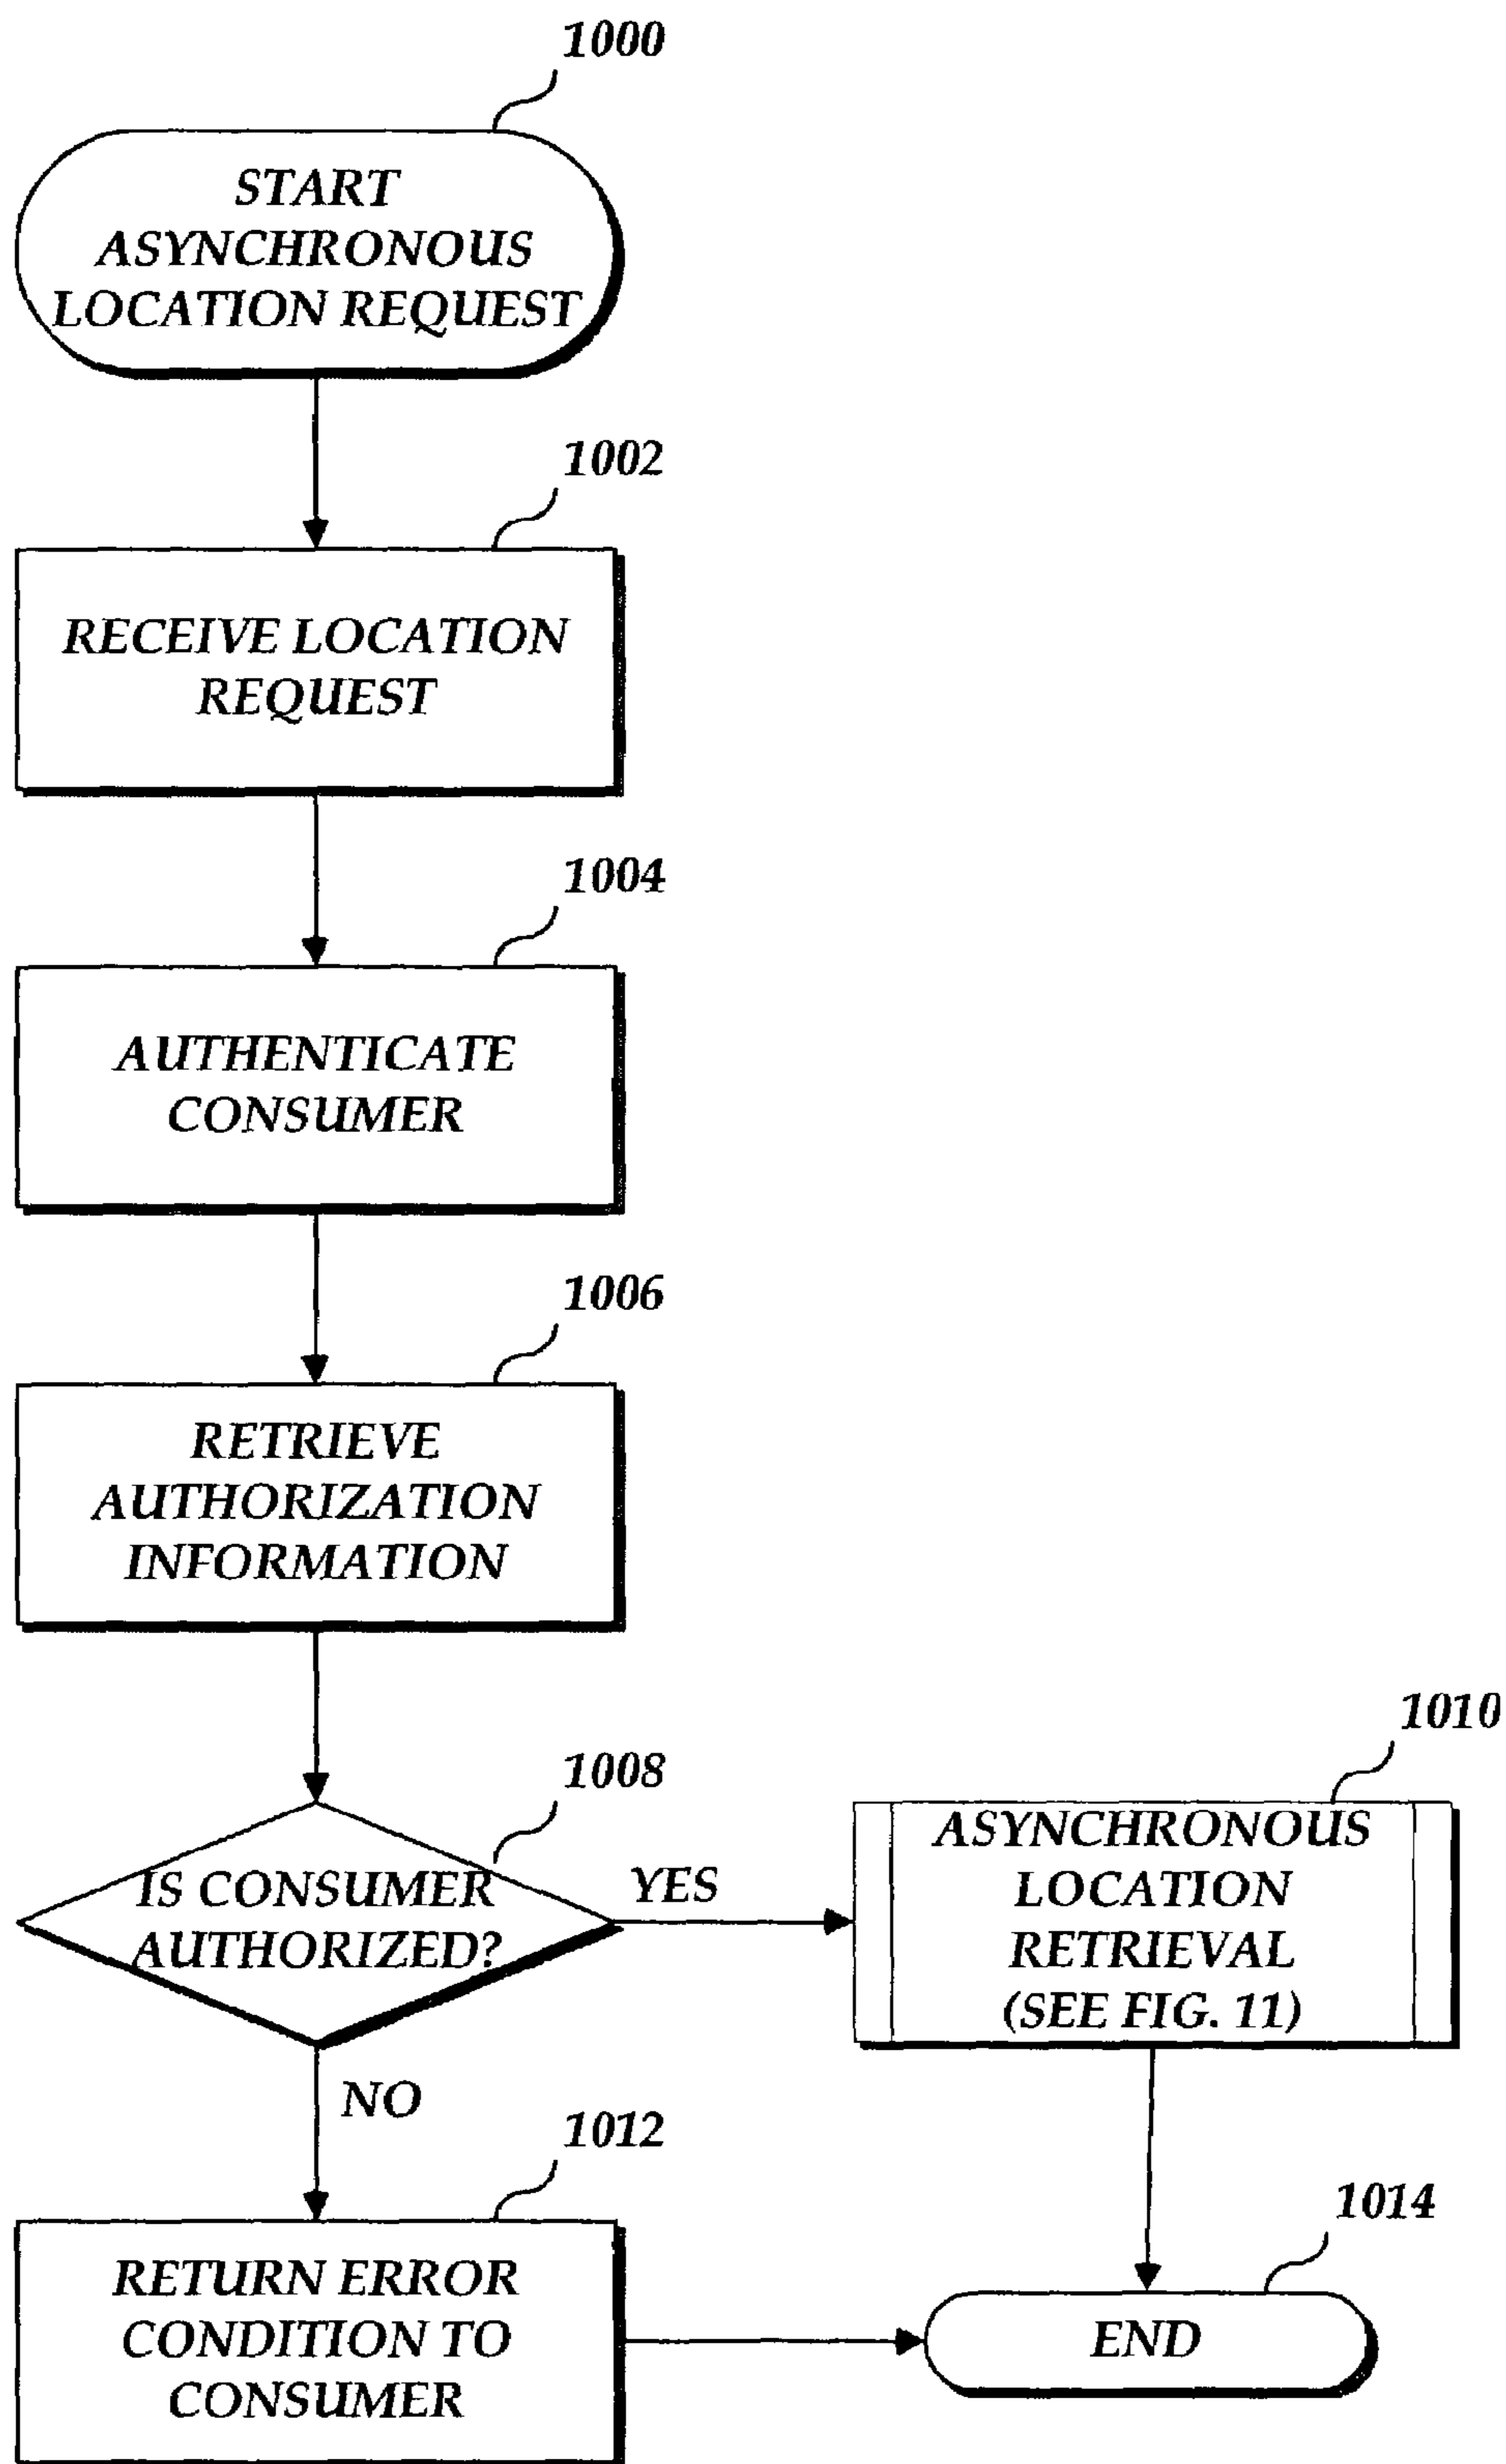 1000
START
ASYNCHRONOUS
LOCATION REQUEST
1002
RECEIVE LOCATION
REQUEST
1004
AUTHENTICATE
CONSUMER
1006
RETRIEVE
AUTHORIZATION
INFORMATION
1008
IS CONSUMER
AUTHORIZED?
YES
1010
ASYNCHRONOUS
LOCATION
RETRIEVAL
(SEE FIG. 11)
NO
1012
RETURN ERROR
CONDITION TO
CONSUMER
1014
END